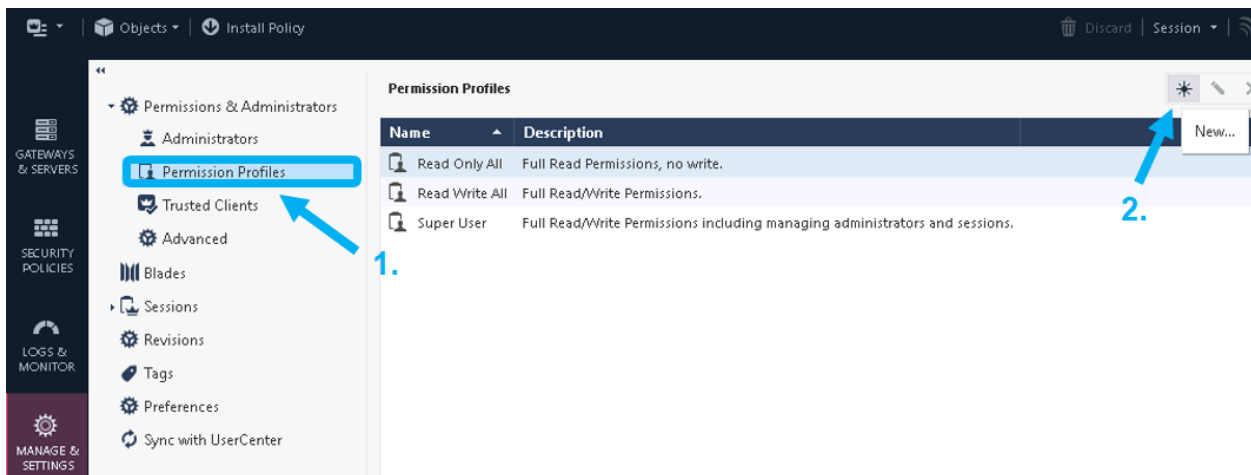 Objects
Install Policy
Discard
Session
GATEWAYS
& SERVERS
SECURITY
POLICIES
LOGS &
MONITOR
MANAGE &
SETTINGS
Permissions & Administrators
Administrators
Permission Profiles
Trusted Clients
Advanced
Blades
Sessions
Revisions
Tags
Preferences
Sync with UserCenter
1.
Permission Profiles
New...
2.
Name Description
Read Only All Full Read Permissions, no write.
Read Write All Full Read/Write Permissions.
Super User Full Read/Write Permissions including managing administrators and sessions.